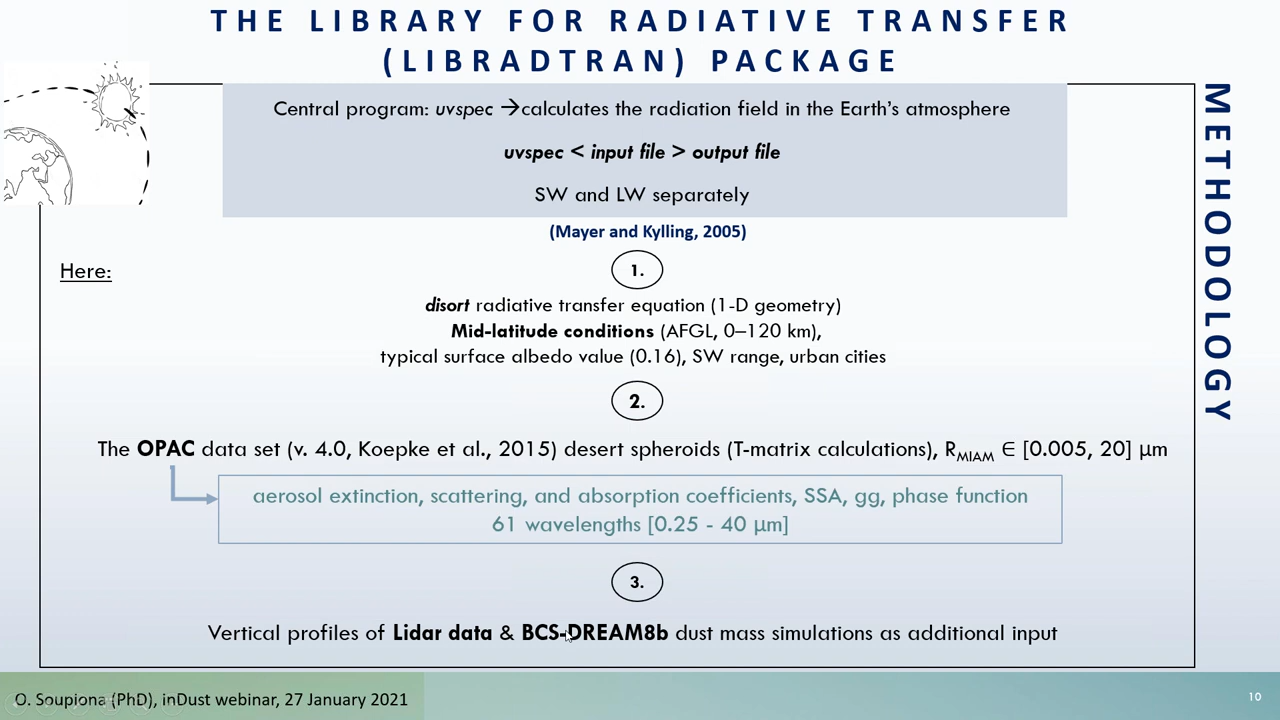 THE LIBRARY FOR RADIATIVE TRANSFER
(LIBRADTRAN) PACKAGE
METHODOLOGY
Central program: uvspec →calculates the radiation field in the Earth's atmosphere
uvspec < input file > output file
SW and LW separately
(Mayer and Kylling, 2005)
Here:
1.
disort radiative transfer equation (1-D geometry)
Mid-latitude conditions (AFGL, 0–120 km),
typical surface albedo value (0.16), SW range, urban cities
2.
The OPAC data set (v. 4.0, Koepke et al., 2015) desert spheroids (T-matrix calculations), RMIAM ∈ [0.005, 20] μm
aerosol extinction, scattering, and absorption coefficients, SSA, gg, phase function
61 wavelengths [0.25 - 40 μm]
3.
Vertical profiles of Lidar data & BCS-DREAM8b dust mass simulations as additional input
O. Soupiona (PhD), inDust webinar, 27 January 2021
10